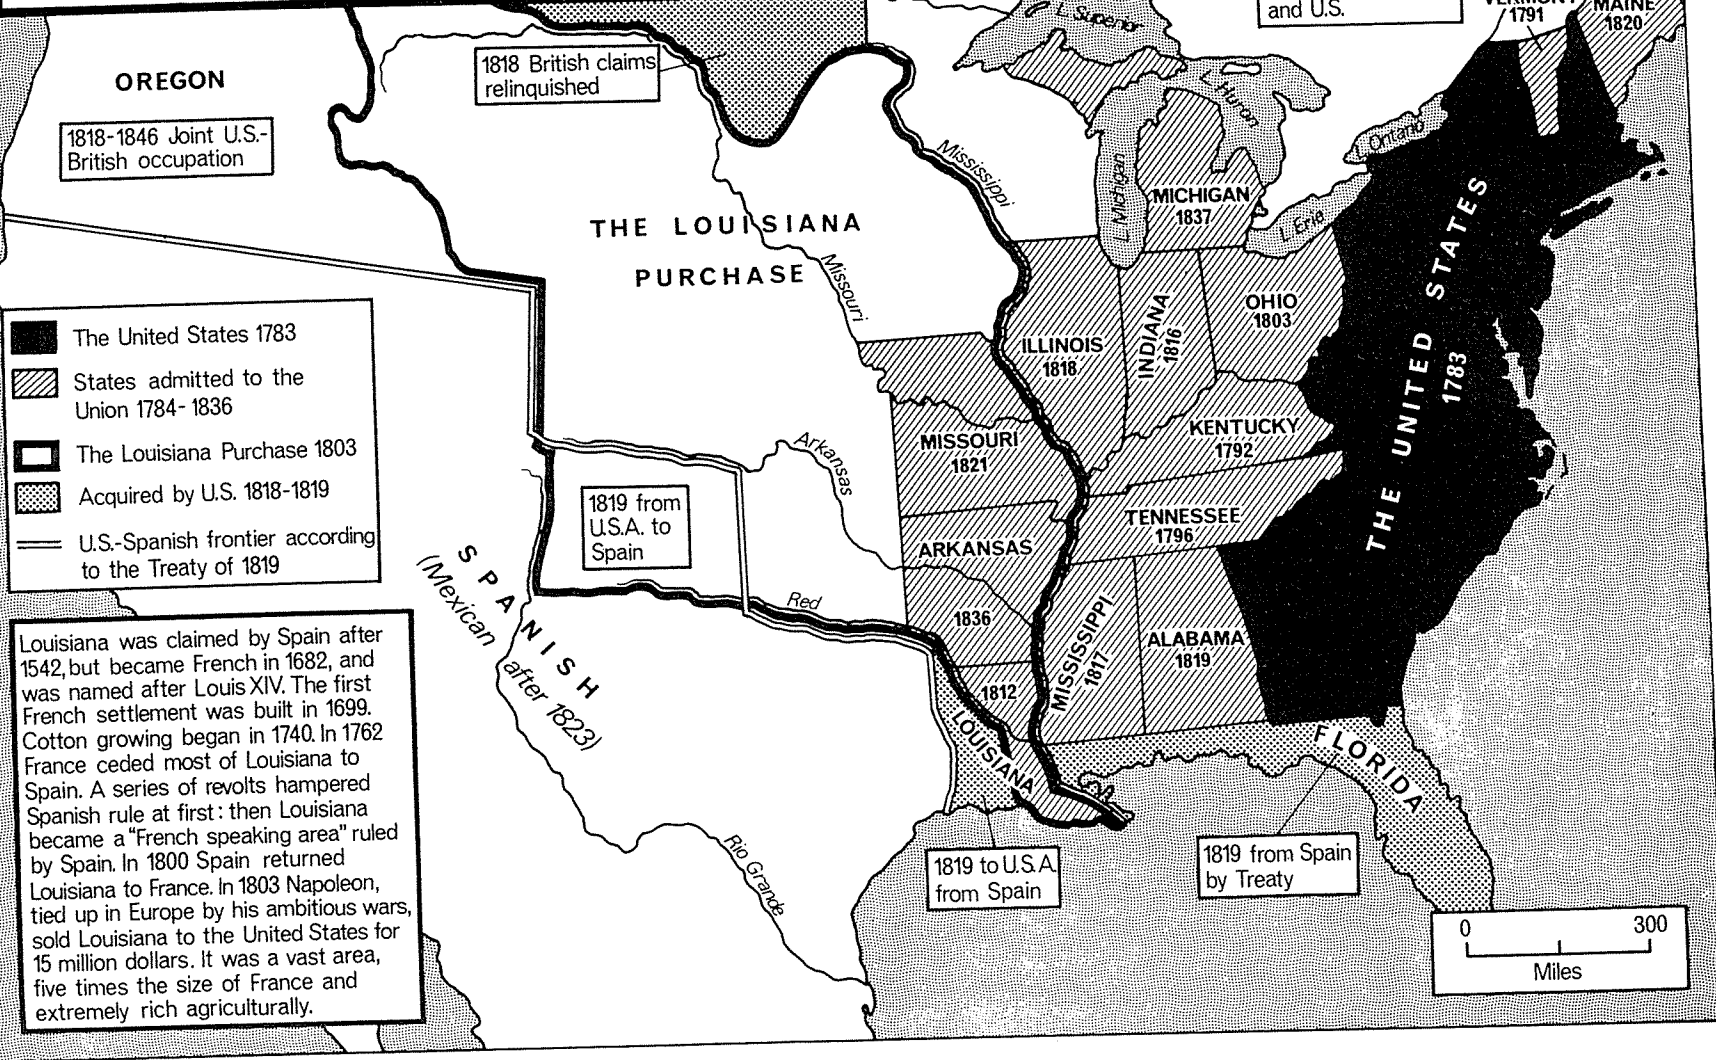 and U.S.
VERMONT
1791
MAINE
1820
L. Superior
L. Huron
L. Michigan
L. Ontario
L. Erie
OREGON
1818-1846 Joint U.S.-
British occupation
1818 British claims
relinquished
THE LOUISIANA
PURCHASE
Mississippi
Missouri
MICHIGAN
1837
ILLINOIS
1818
INDIANA
1816
OHIO
1803
THE UNITED STATES
1783
KENTUCKY
1792
MISSOURI
1821
TENNESSEE
1796
ARKANSAS
1836
MISSISSIPPI
1817
ALABAMA
1819
1812
LOUISIANA
FLORIDA
Arkansas
Red
Rio Grande
1819 from
U.S.A. to
Spain
SPANISH
(Mexican after 1823)
1819 to U.S.A.
from Spain
1819 from Spain
by Treaty
The United States 1783
States admitted to the
Union 1784-1836
The Louisiana Purchase 1803
Acquired by U.S. 1818-1819
U.S.-Spanish frontier according
to the Treaty of 1819
Louisiana was claimed by Spain after
1542, but became French in 1682, and
was named after Louis XIV. The first
French settlement was built in 1699.
Cotton growing began in 1740. In 1762
France ceded most of Louisiana to
Spain. A series of revolts hampered
Spanish rule at first: then Louisiana
became a "French speaking area" ruled
by Spain. In 1800 Spain returned
Louisiana to France. In 1803 Napoleon,
tied up in Europe by his ambitious wars,
sold Louisiana to the United States for
15 million dollars. It was a vast area,
five times the size of France and
extremely rich agriculturally.
0 300
Miles